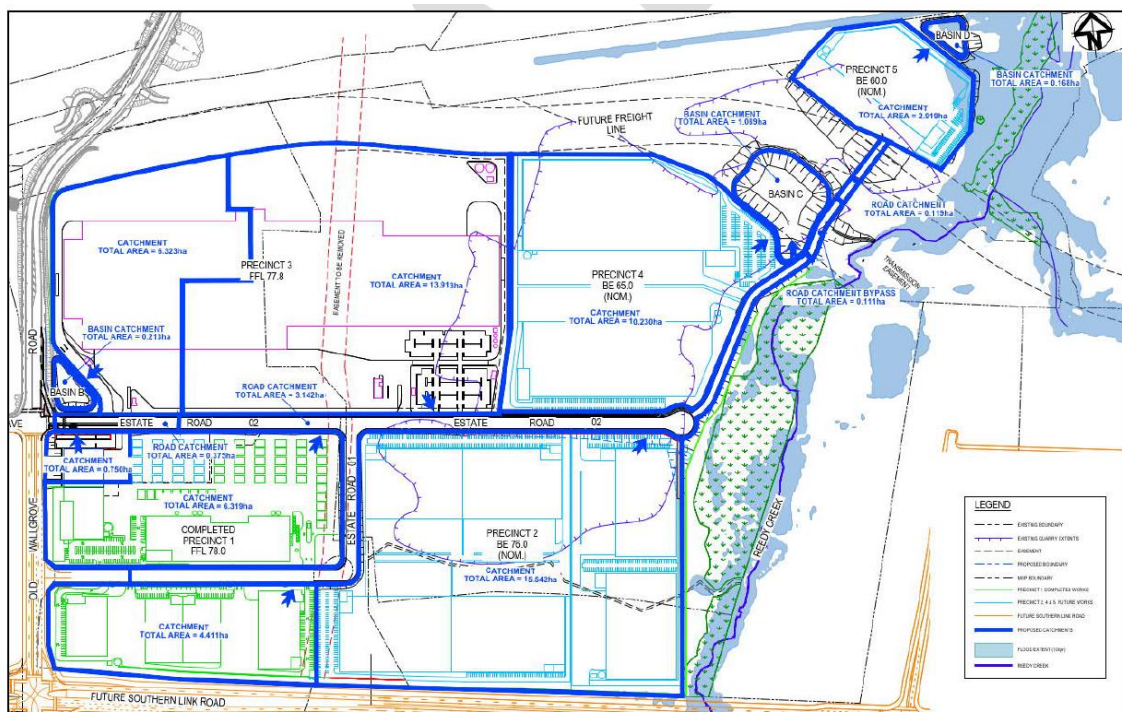 N
BASIN D
BASIN CATCHMENT
TOTAL AREA = 0.168ha
PRECINCT 5
BE 60.0
(NOM.)
CATCHMENT
TOTAL AREA = 2.919ha
BASIN CATCHMENT
TOTAL AREA = 1.089ha
FUTURE FREIGHT
LINE
BASIN C
ROAD CATCHMENT
TOTAL AREA = 0.119ha
TRANSMISSION
EASEMENT
ROAD CATCHMENT BYPASS
TOTAL AREA = 0.111ha
CATCHMENT
TOTAL AREA = 6.323ha
PRECINCT 3
FFL 77.8
EASEMENT TO BE REMOVED
CATCHMENT
TOTAL AREA = 13.913ha
PRECINCT 4
BE 65.0
(NOM.)
CATCHMENT
TOTAL AREA = 10.230ha
BASIN CATCHMENT
TOTAL AREA = 0.213ha
ROAD
BASIN B
ROAD CATCHMENT
TOTAL AREA = 3.142ha
AVE
ESTATE ROAD 02
ESTATE ROAD 02
CATCHMENT
TOTAL AREA = 0.750ha
ROAD CATCHMENT
TOTAL AREA = 0.375ha
CATCHMENT
TOTAL AREA = 6.319ha
COMPLETED
PRECINCT 1
FFL 78.0
ESTATE ROAD 01
PRECINCT 2
BE 75.0
(NOM.)
CATCHMENT
TOTAL AREA = 15.542ha
OLD WALLGROVE
CATCHMENT
TOTAL AREA = 4.411ha
REEDY CREEK
FUTURE SOUTHERN LINK ROAD
LEGEND
EXISTING BOUNDARY
EXISTING QUARRY EXTENTS
EASEMENT
PROPOSED BOUNDARY
MOP BOUNDARY
PRECINCT 1 COMPLETED WORKS
PRECINCT 2, 4 & 5 FUTURE WORKS
FUTURE SOUTHERN LINK ROAD
PROPOSED CATCHMENTS
REEDY CREEK